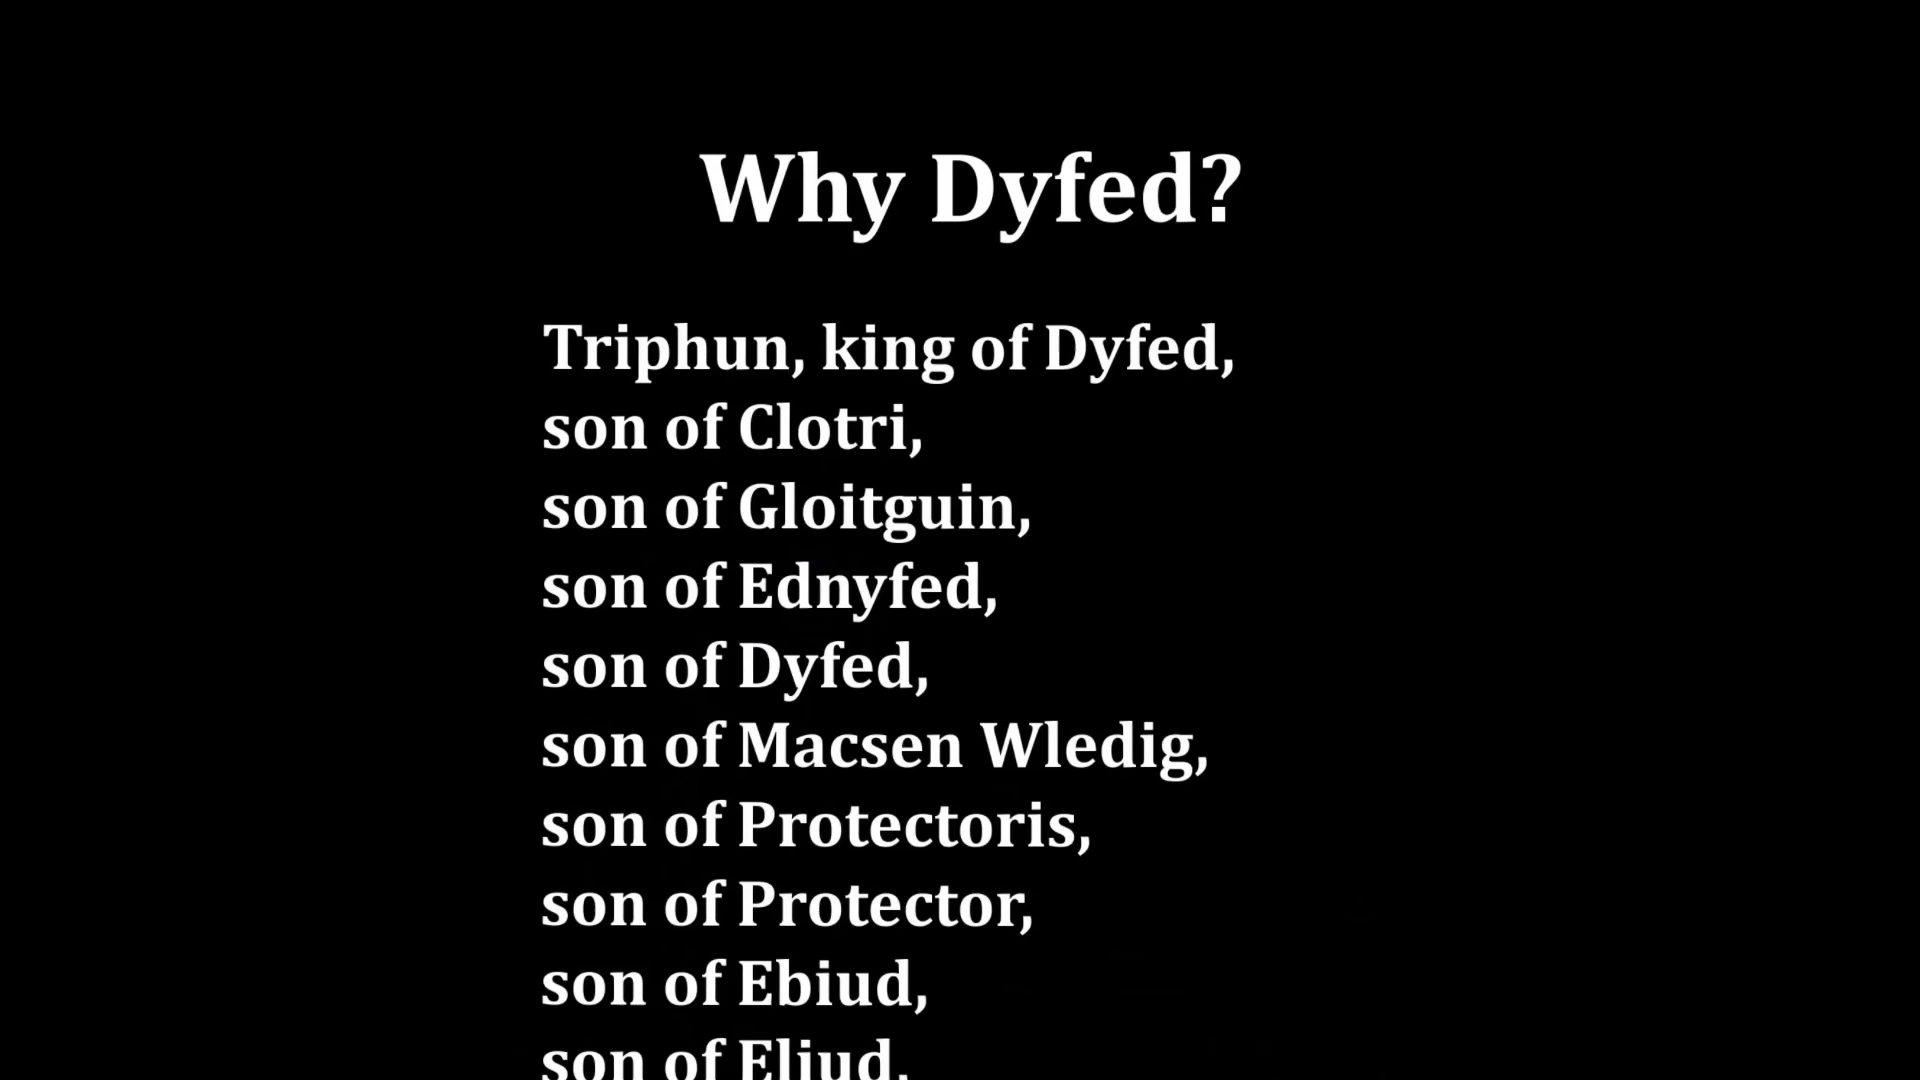 Why Dyfed?
Triphun, king of Dyfed,
son of Clotri,
son of Gloitguin,
son of Ednyfed,
son of Dyfed,
son of Macsen Wledig,
son of Protectoris,
son of Protector,
son of Ebiud,
son of Eliud,